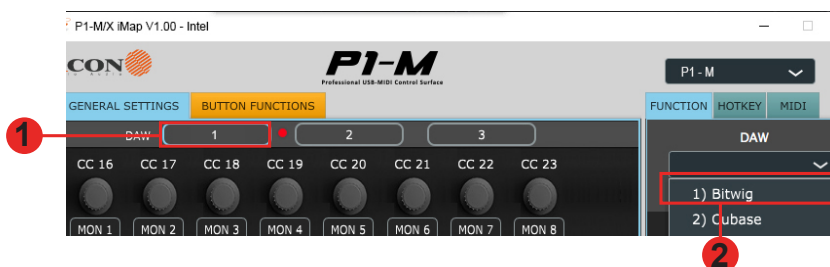 P1-M/X iMap V1.00 - Intel
CON
P1-M
Professional USB-MIDI Control Surface
P1 - M
GENERAL SETTINGS BUTTON FUNCTIONS
FUNCTION HOTKEY MIDI
1
DAW 1 2 3
DAW
CC 16 CC 17 CC 18 CC 19 CC 20 CC 21 CC 22 CC 23
1) Bitwig
MON 1 MON 2 MON 3 MON 4 MON 5 MON 6 MON 7 MON 8
2) Cubase
2